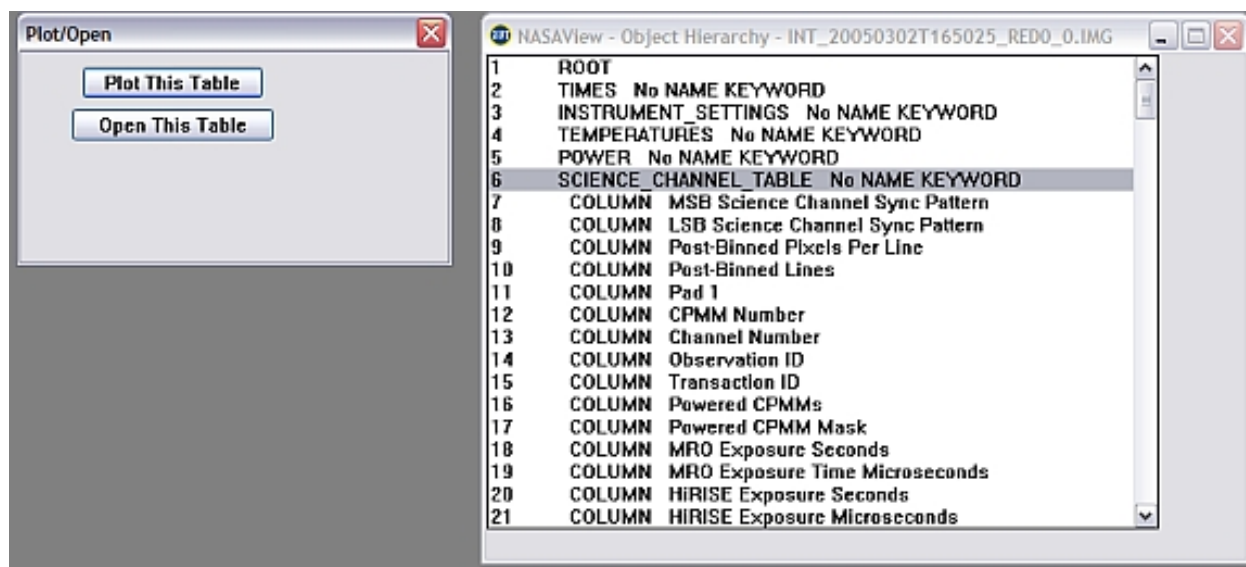 Plot/Open
Plot This Table
Open This Table
NASAView - Object Hierarchy - INT_20050302T165025_RED0_0.IMG
1 ROOT
2 TIMES No NAME KEYWORD
3 INSTRUMENT_SETTINGS No NAME KEYWORD
4 TEMPERATURES No NAME KEYWORD
5 POWER No NAME KEYWORD
6 SCIENCE_CHANNEL_TABLE No NAME KEYWORD
7 COLUMN MSB Science Channel Sync Pattern
8 COLUMN LSB Science Channel Sync Pattern
9 COLUMN Post-Binned Pixels Per Line
10 COLUMN Post-Binned Lines
11 COLUMN Pad 1
12 COLUMN CPMM Number
13 COLUMN Channel Number
14 COLUMN Observation ID
15 COLUMN Transaction ID
16 COLUMN Powered CPMMs
17 COLUMN Powered CPMM Mask
18 COLUMN MRO Exposure Seconds
19 COLUMN MRO Exposure Time Microseconds
20 COLUMN HiRISE Exposure Seconds
21 COLUMN HiRISE Exposure Microseconds